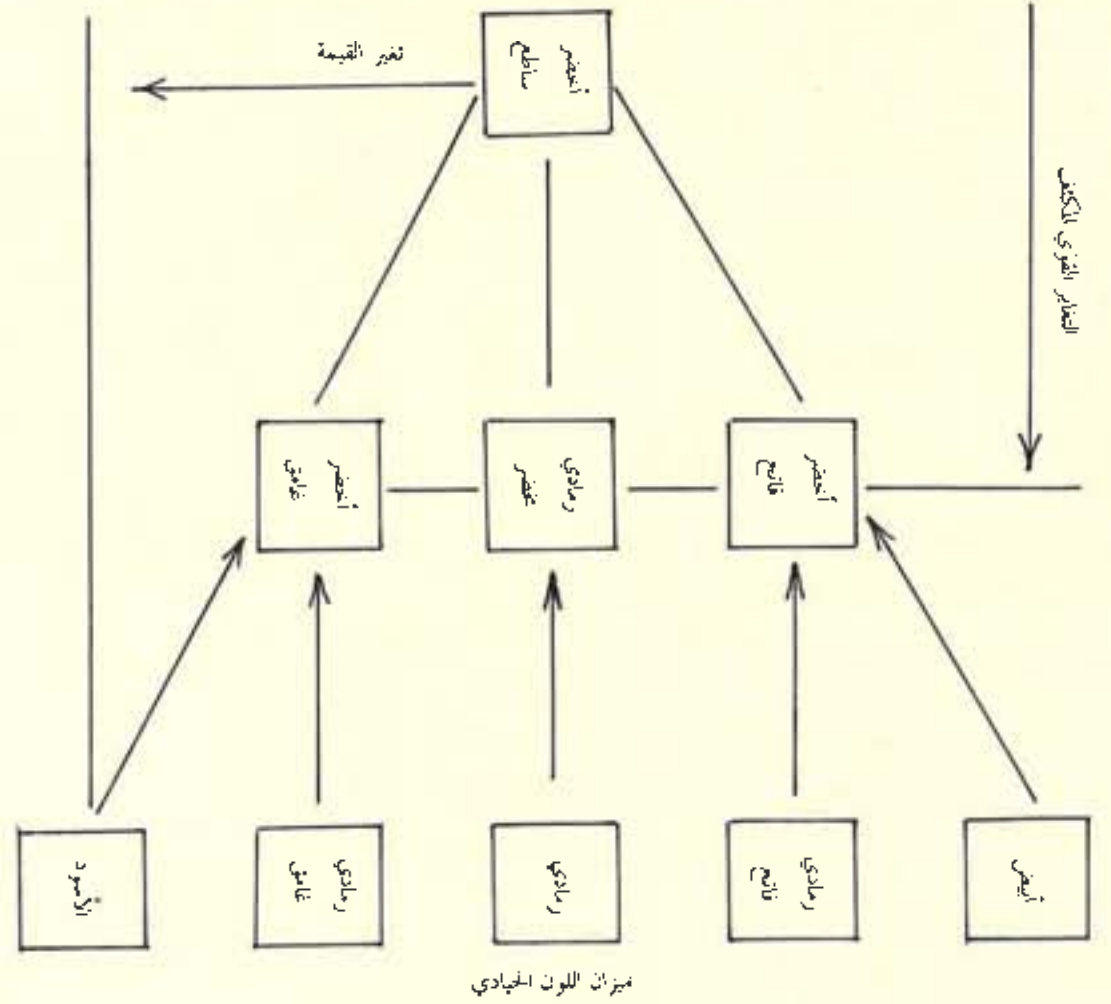 تغير القيمة
أخضر
ساطع
التغاير القوي المكثف
أخضر
فاتح
رمادي
مخضر
أخضر
غامق
أبيض
رمادي
فاتح
رمادي
رمادي
غامق
الأسود
ميزان اللون الحيادي